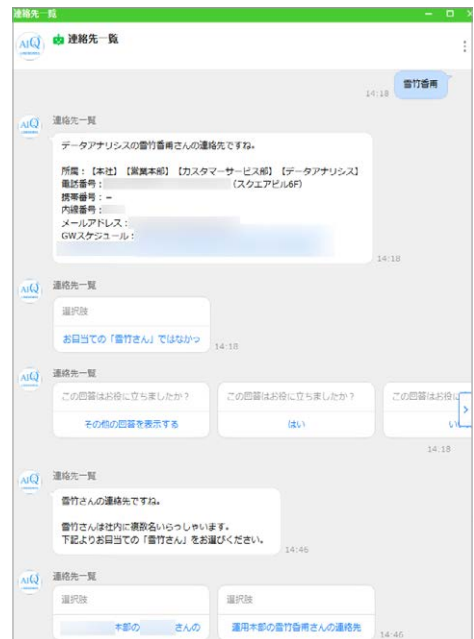 連絡先一覧
AIQ
連絡先一覧
雪竹香甫
14:18
AIQ
連絡先一覧
データアナリシスの雪竹香甫さんの連絡先ですね。
所属:【本社】【営業本部】【カスタマーサービス部】【データアナリシス】
電話番号: (スクエアビル6F)
携帯番号:-
内線番号:
メールアドレス:
GWスケジュール:
14:18
AIQ
連絡先一覧
選択肢
お目当ての「雪竹さん」ではなかっ
14:18
AIQ
連絡先一覧
この回答はお役に立ちましたか?
その他の回答を表示する
この回答はお役に立ちましたか?
はい
この回答はお役に
い
14:18
AIQ
連絡先一覧
雪竹さんの連絡先ですね。
雪竹さんは社内に複数名いらっしゃいます。
下記よりお目当ての「雪竹さん」をお選びください。
14:46
AIQ
連絡先一覧
選択肢
本部の さんの
選択肢
運用本部の雪竹香甫さんの連絡先
14:46